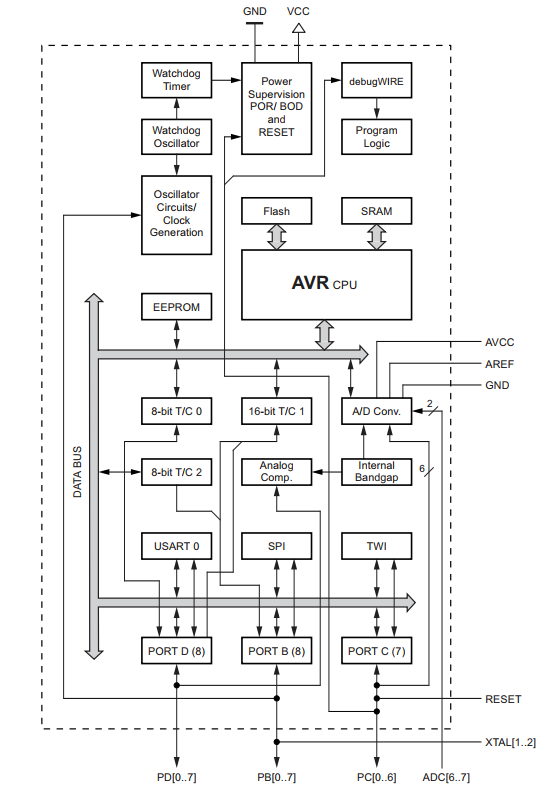 GND VCC
Watchdog
Timer
Power
Supervision
POR/ BOD
and
RESET
debugWIRE
Watchdog
Oscillator
Program
Logic
Oscillator
Circuits/
Clock
Generation
Flash
SRAM
AVR CPU
EEPROM
AVCC
AREF
GND
8-bit T/C 0
16-bit T/C 1
A/D Conv.
2
DATA BUS
8-bit T/C 2
Analog
Comp.
Internal
Bandgap
6
USART 0
SPI
TWI
PORT D (8)
PORT B (8)
PORT C (7)
RESET
XTAL[1..2]
PD[0..7]
PB[0..7]
PC[0..6]
ADC[6..7]